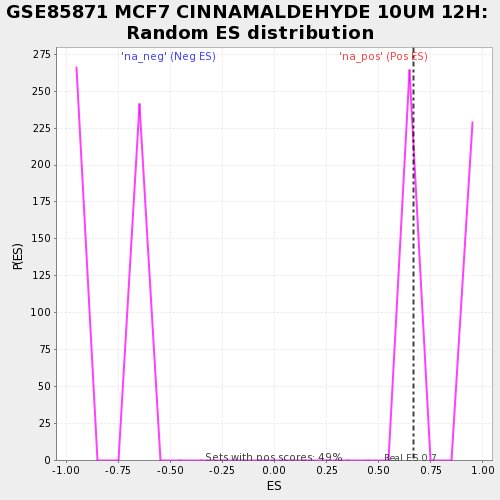 GSE85871 MCF7 CINNAMALDEHYDE 10UM 12H:
Random ES distribution
'na_neg' (Neg ES)
'na_pos' (Pos ES)
275
250
225
200
175
150
125
100
75
50
25
0
P(ES)
Sets with pos scores: 49%
Real ES 0.7
-1.00 -0.75 -0.50 -0.25 0.00 0.25 0.50 0.75 1.00
ES